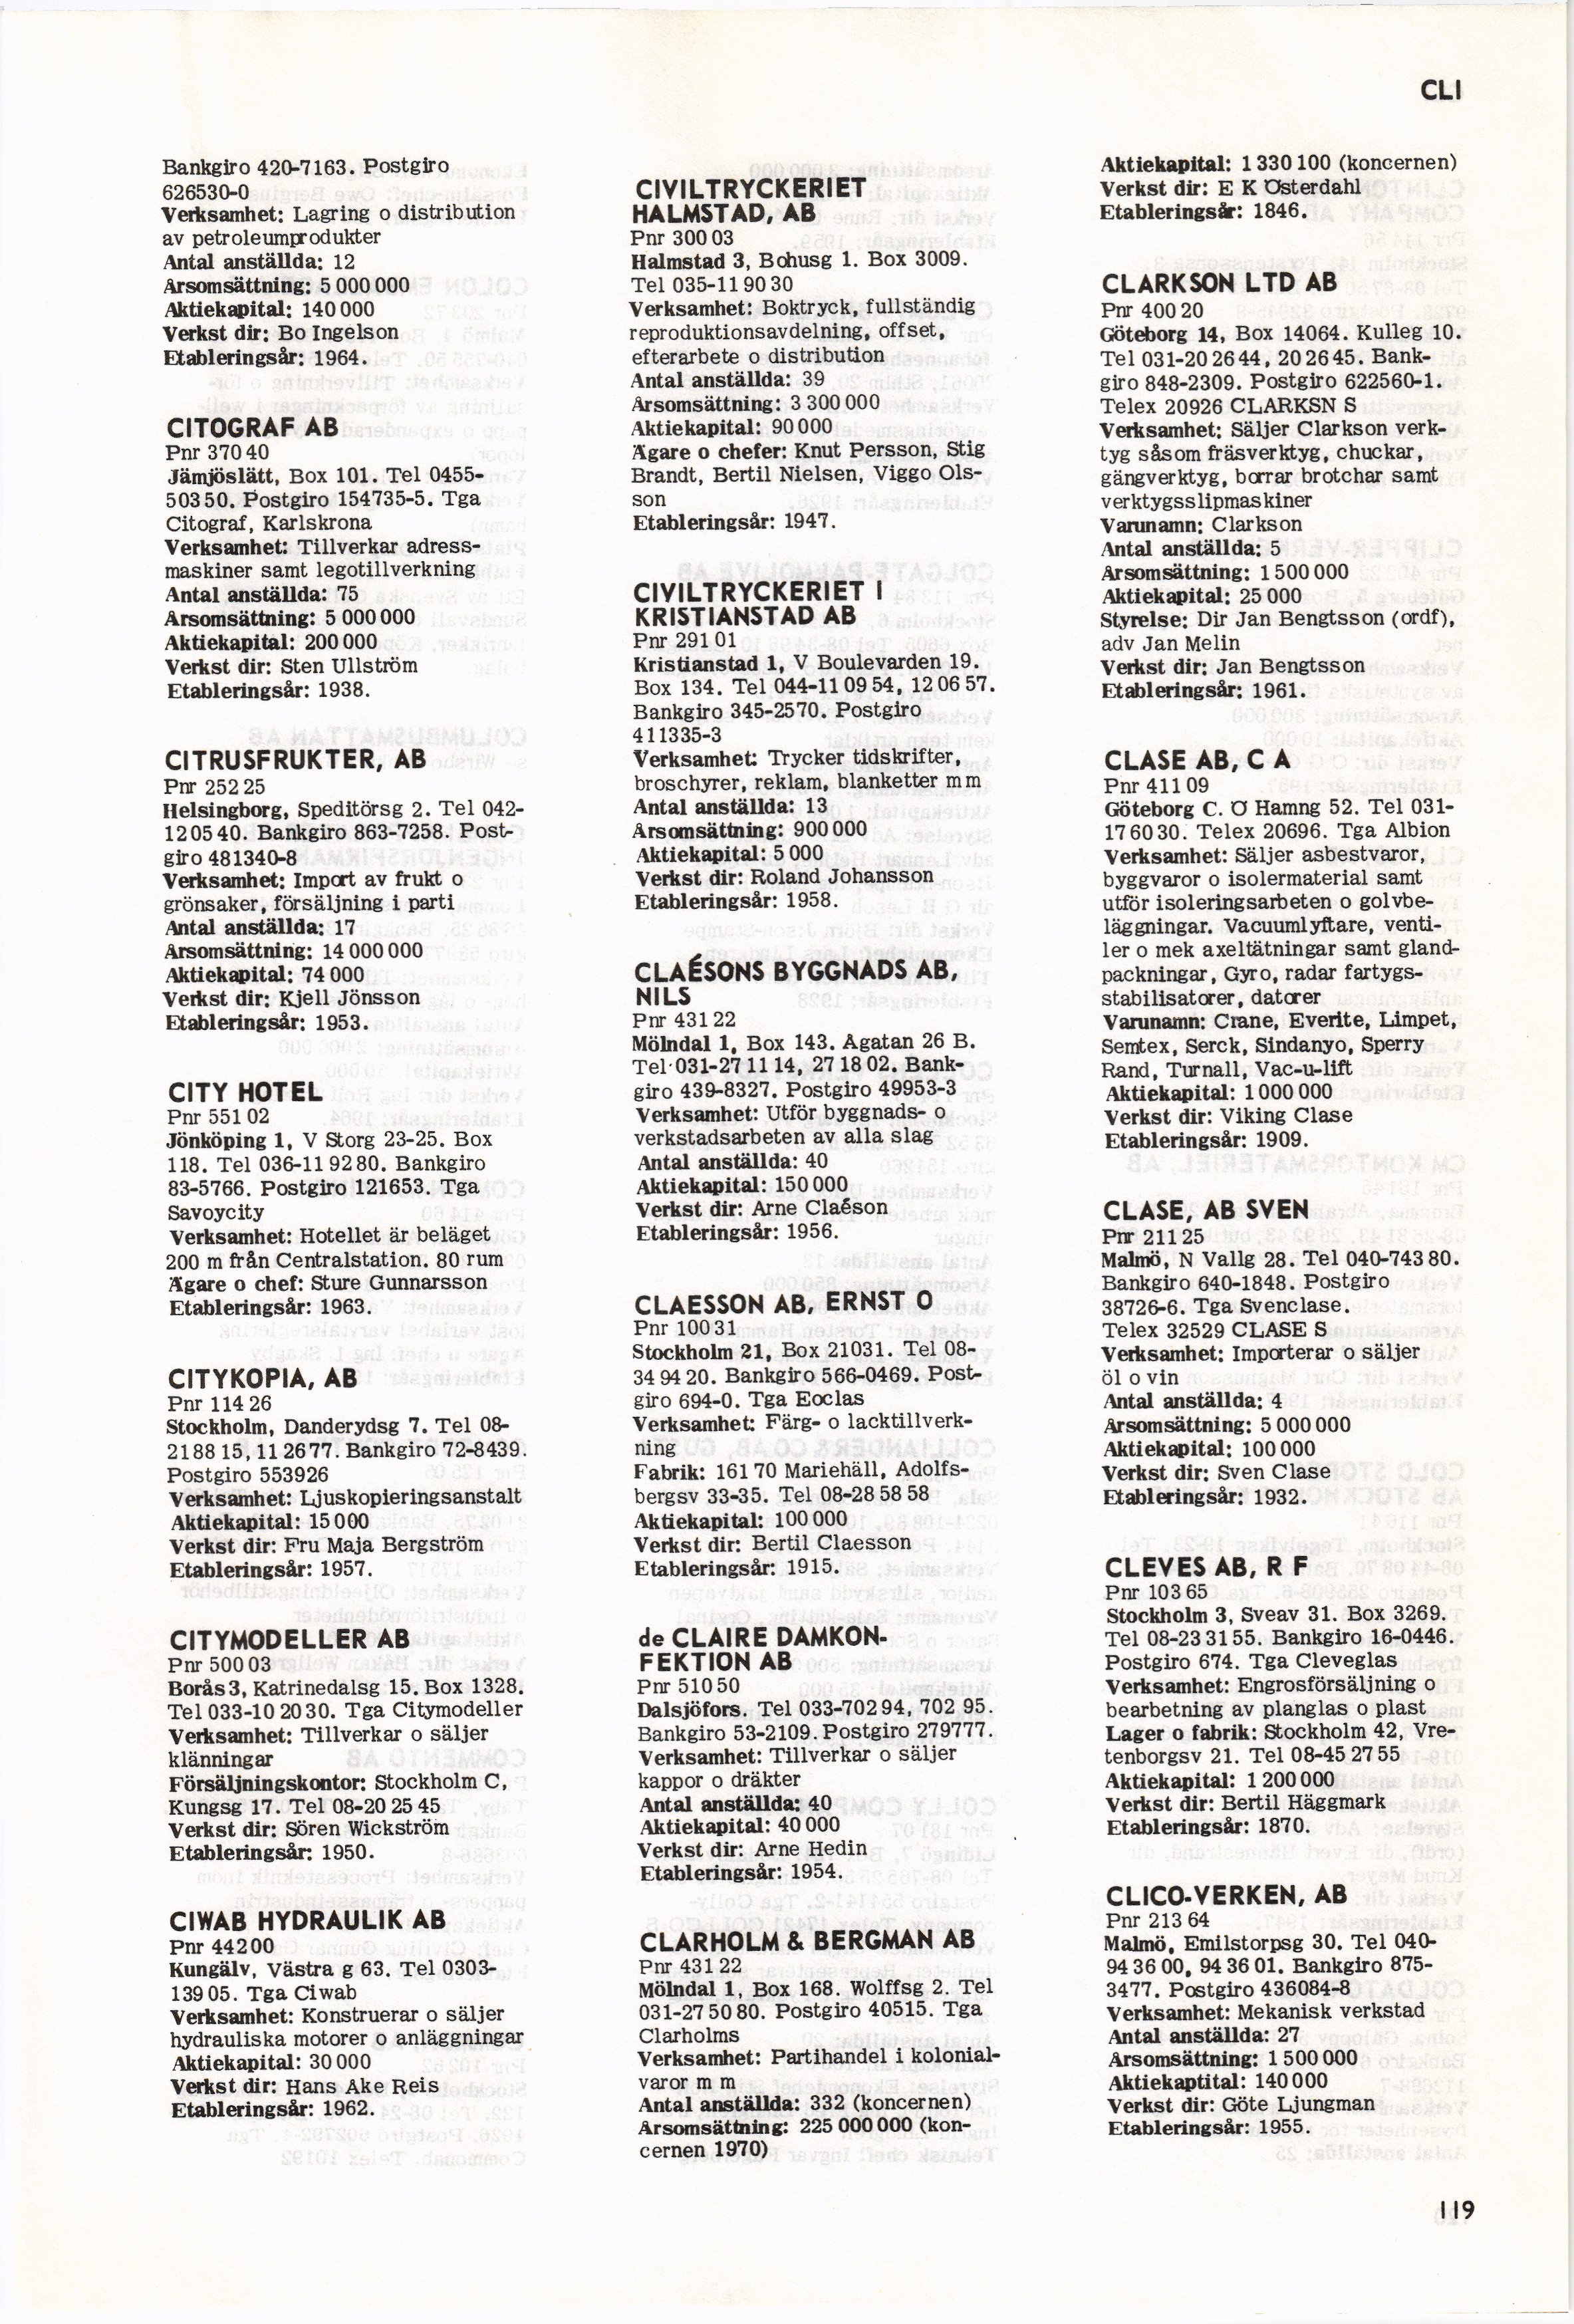 CLI
Bankgiro 420-7163. Postgiro
626530-0
Verksamhet: Lagring o distribution
av petroleumprodukter
Antal anställda: 12
Årsomsättning: 5 000 000
Aktiekapital: 140 000
Verkst dir: Bo Ingelson
Etableringsår: 1964.
CITOGRAF AB
Pnr 370 40
Jämjöslätt, Box 101. Tel 0455-
503 50. Postgiro 154735-5. Tga
Citograf, Karlskrona
Verksamhet: Tillverkar adress-
maskiner samt legotillverkning
Antal anställda: 75
Årsomsättning: 5 000 000
Aktiekapital: 200 000
Verkst dir: Sten Ullström
Etableringsår: 1938.
CITRUSFRUKTER, AB
Pnr 252 25
Helsingborg, Speditörsg 2. Tel 042-
12 05 40. Bankgiro 863-7258. Post-
giro 481340-8
Verksamhet: Import av frukt o
grönsaker, försäljning i parti
Antal anställda: 17
Årsomsättning: 14 000 000
Aktiekapital: 74 000
Verkst dir: Kjell Jönsson
Etableringsår: 1953.
CITY HOTEL
Pnr 551 02
Jönköping 1, V Storg 23-25. Box
118. Tel 036-11 92 80. Bankgiro
83-5766. Postgiro 121653. Tga
Savoycity
Verksamhet: Hotellet är beläget
200 m från Centralstation. 80 rum
Ägare o chef: Sture Gunnarsson
Etableringsår: 1963.
CITYKOPIA, AB
Pnr 114 26
Stockholm, Danderydsg 7. Tel 08-
21 88 15, 11 26 77. Bankgiro 72-8439.
Postgiro 553926
Verksamhet: Ljuskopieringsanstalt
Aktiekapital: 15 000
Verkst dir: Fru Maja Bergström
Etableringsår: 1957.
CITYMODELLER AB
Pnr 500 03
Borås 3, Katrinedalsg 15. Box 1328.
Tel 033-10 20 30. Tga Citymodeller
Verksamhet: Tillverkar o säljer
klänningar
Försäljningskontor: Stockholm C,
Kungsg 17. Tel 08-20 25 45
Verkst dir: Sören Wickström
Etableringsår: 1950.
CIWAB HYDRAULIK AB
Pnr 442 00
Kungälv, Västra g 63. Tel 0303-
139 05. Tga Ciwab
Verksamhet: Konstruerar o säljer
hydrauliska motorer o anläggningar
Aktiekapital: 30 000
Verkst dir: Hans Åke Reis
Etableringsår: 1962.
CIVILTRYCKERIET
HALMSTAD, AB
Pnr 300 03
Halmstad 3, Bohusg 1. Box 3009.
Tel 035-11 90 30
Verksamhet: Boktryck, fullständig
reproduktionsavdelning, offset,
efterarbete o distribution
Antal anställda: 39
Årsomsättning: 3 300 000
Aktiekapital: 90 000
Ägare o chefer: Knut Persson, Stig
Brandt, Bertil Nielsen, Viggo Ols-
son
Etableringsår: 1947.
CIVILTRYCKERIET I
KRISTIANSTAD AB
Pnr 291 01
Kristianstad 1, V Boulevarden 19.
Box 134. Tel 044-11 09 54, 12 06 57.
Bankgiro 345-2570. Postgiro
411335-3
Verksamhet: Trycker tidskrifter,
broschyrer, reklam, blanketter m m
Antal anställda: 13
Årsomsättning: 900 000
Aktiekapital: 5 000
Verkst dir: Roland Johansson
Etableringsår: 1958.
CLAÉSONS BYGGNADS AB,
NILS
Pnr 431 22
Mölndal 1, Box 143. Agatan 26 B.
Tel 031-27 11 14, 27 18 02. Bank-
giro 439-8327. Postgiro 49953-3
Verksamhet: Utför byggnads- o
verkstadsarbeten av alla slag
Antal anställda: 40
Aktiekapital: 150 000
Verkst dir: Arne Claéson
Etableringsår: 1956.
CLAESSON AB, ERNST O
Pnr 100 31
Stockholm 21, Box 21031. Tel 08-
34 94 20. Bankgiro 566-0469. Post-
giro 694-0. Tga Eoclas
Verksamhet: Färg- o lacktillverk-
ning
Fabrik: 161 70 Mariehäll, Adolfs-
bergsv 33-35. Tel 08-28 58 58
Aktiekapital: 100 000
Verkst dir: Bertil Claesson
Etableringsår: 1915.
de CLAIRE DAMKON-
FEKTION AB
Pnr 510 50
Dalsjöfors. Tel 033-702 94, 702 95.
Bankgiro 53-2109. Postgiro 279777.
Verksamhet: Tillverkar o säljer
kappor o dräkter
Antal anställda: 40
Aktiekapital: 40 000
Verkst dir: Arne Hedin
Etableringsår: 1954.
CLARHOLM & BERGMAN AB
Pnr 431 22
Mölndal 1, Box 168. Wolffsg 2. Tel
031-27 50 80. Postgiro 40515. Tga
Clarholms
Verksamhet: Partihandel i kolonial-
varor m m
Antal anställda: 332 (koncernen)
Årsomsättning: 225 000 000 (kon-
cernen 1970)
Aktiekapital: 1 330 100 (koncernen)
Verkst dir: E K Österdahl
Etableringsår: 1846.
CLARKSON LTD AB
Pnr 400 20
Göteborg 14, Box 14064. Kulleg 10.
Tel 031-20 26 44, 20 26 45. Bank-
giro 848-2309. Postgiro 622560-1.
Telex 20926 CLARKSN S
Verksamhet: Säljer Clarkson verk-
tyg såsom fräsverktyg, chuckar,
gängverktyg, borrar brotchar samt
verktygsslipmaskiner
Varunamn: Clarkson
Antal anställda: 5
Årsomsättning: 1 500 000
Aktiekapital: 25 000
Styrelse: Dir Jan Bengtsson (ordf),
adv Jan Melin
Verkst dir: Jan Bengtsson
Etableringsår: 1961.
CLASE AB, C A
Pnr 411 09
Göteborg C. Ö Hamng 52. Tel 031-
17 60 30. Telex 20696. Tga Albion
Verksamhet: Säljer asbestvaror,
byggvaror o isolermaterial samt
utför isoleringsarbeten o golvbe-
läggningar. Vacuumlyftare, venti-
ler o mek axeltätningar samt gland-
packningar, Gyro, radar fartygs-
stabilisatorer, datorer
Varunamn: Crane, Everite, Limpet,
Semtex, Serck, Sindanyo, Sperry
Rand, Turnall, Vac-u-lift
Aktiekapital: 1 000 000
Verkst dir: Viking Clase
Etableringsår: 1909.
CLASE, AB SVEN
Pnr 211 25
Malmö, N Vallg 28. Tel 040-743 80.
Bankgiro 640-1848. Postgiro
38726-6. Tga Svenclase.
Telex 32529 CLASE S
Verksamhet: Importerar o säljer
öl o vin
Antal anställda: 4
Årsomsättning: 5 000 000
Aktiekapital: 100 000
Verkst dir: Sven Clase
Etableringsår: 1932.
CLEVES AB, R F
Pnr 103 65
Stockholm 3, Sveav 31. Box 3269.
Tel 08-23 31 55. Bankgiro 16-0446.
Postgiro 674. Tga Cleveglas
Verksamhet: Engrosförsäljning o
bearbetning av planglas o plast
Lager o fabrik: Stockholm 42, Vre-
tenborgsv 21. Tel 08-45 27 55
Aktiekapital: 1 200 000
Verkst dir: Bertil Häggmark
Etableringsår: 1870.
CLICO-VERKEN, AB
Pnr 213 64
Malmö, Emilstorpsg 30. Tel 040-
94 36 00, 94 36 01. Bankgiro 875-
3477. Postgiro 436084-8
Verksamhet: Mekanisk verkstad
Antal anställda: 27
Årsomsättning: 1 500 000
Aktiekaptital: 140 000
Verkst dir: Göte Ljungman
Etableringsår: 1955.
119